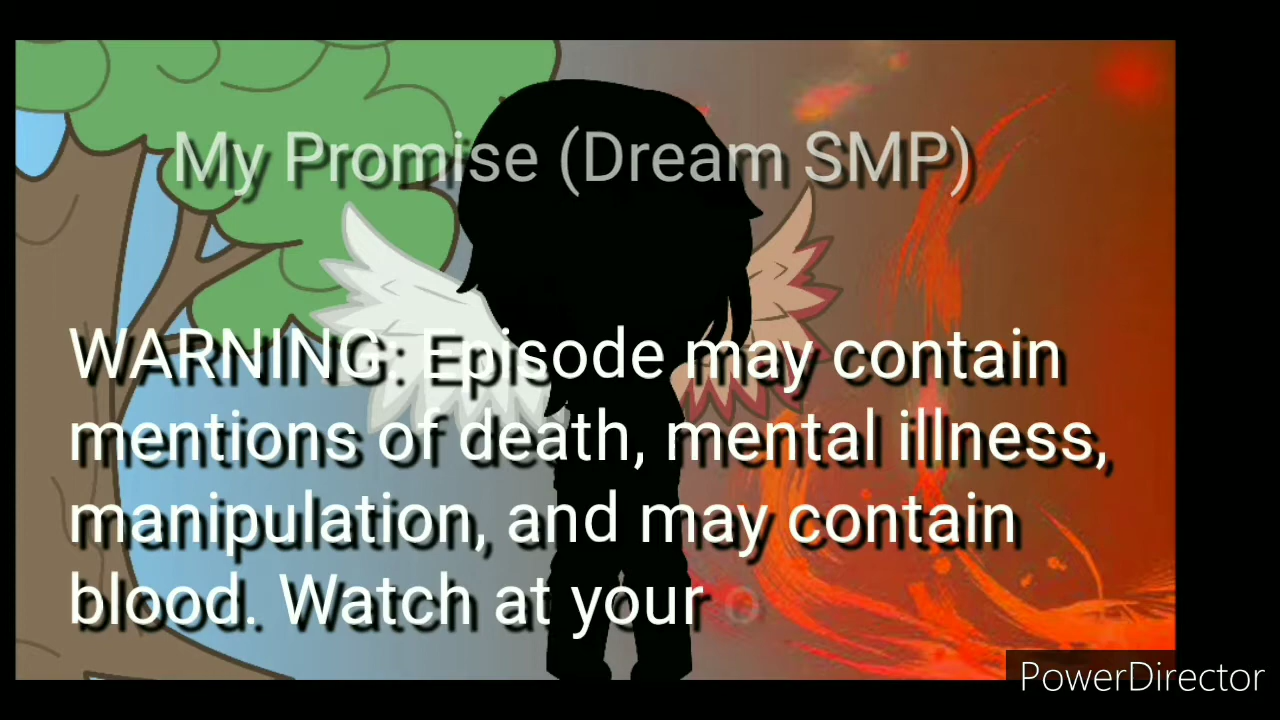 My Promise (Dream SMP)
WARNING: Episode may contain
mentions of death, mental illness,
manipulation, and may contain
blood. Watch at your o
PowerDirector